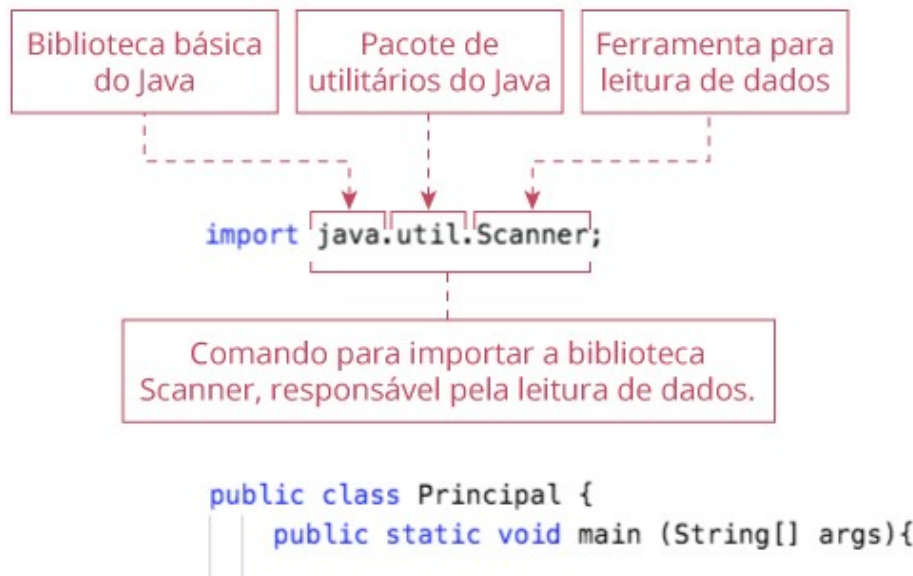 Biblioteca básica
do Java
Pacote de
utilitários do Java
Ferramenta para
leitura de dados
import java.util.Scanner;
Comando para importar a biblioteca
Scanner, responsável pela leitura de dados.
public class Principal {
public static void main (String[] args){